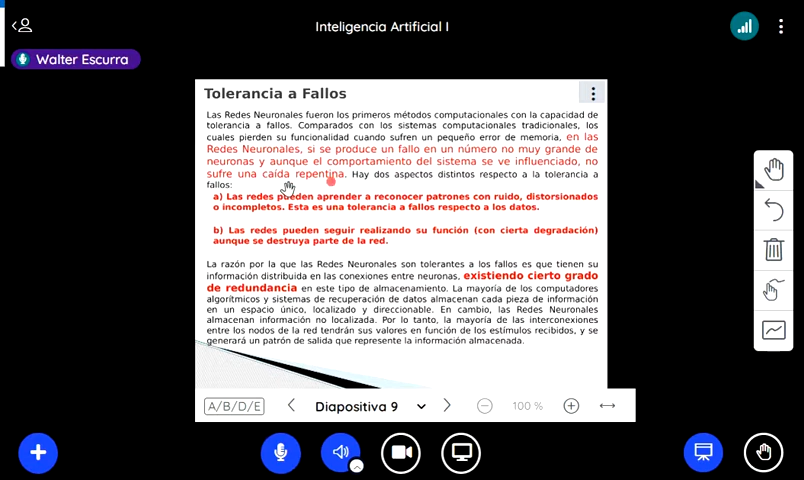 Inteligencia Artificial I
Walter Escurra
Tolerancia a Fallos
Las Redes Neuronales fueron los primeros métodos computacionales con la capacidad de
tolerancia a fallos. Comparados con los sistemas computacionales tradicionales, los
cuales pierden su funcionalidad cuando sufren un pequeño error de memoria, en las
Redes Neuronales, si se produce un fallo en un número no muy grande de
neuronas y aunque el comportamiento del sistema se ve influenciado, no
sufre una caída repentina. Hay dos aspectos distintos respecto a la tolerancia a
fallos:
a) Las redes pueden aprender a reconocer patrones con ruido, distorsionados
o incompletos. Esta es una tolerancia a fallos respecto a los datos.
b) Las redes pueden seguir realizando su función (con cierta degradación)
aunque se destruya parte de la red.
La razón por la que las Redes Neuronales son tolerantes a los fallos es que tienen su
información distribuida en las conexiones entre neuronas, existiendo cierto grado
de redundancia en este tipo de almacenamiento. La mayoría de los computadores
algorítmicos y sistemas de recuperación de datos almacenan cada pieza de información
en un espacio único, localizado y direccionable. En cambio, las Redes Neuronales
almacenan información no localizada. Por lo tanto, la mayoría de las interconexiones
entre los nodos de la red tendrán sus valores en función de los estímulos recibidos, y se
generará un patrón de salida que represente la información almacenada.
A/B/D/E
Diapositiva 9
100 %